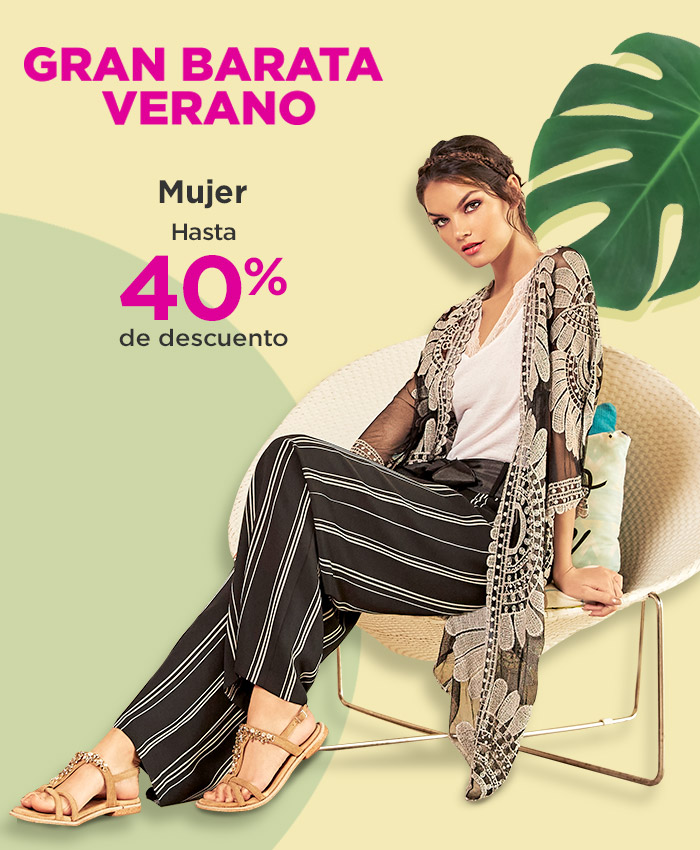 GRAN BARATA
VERANO
Mujer
Hasta
40%
de descuento